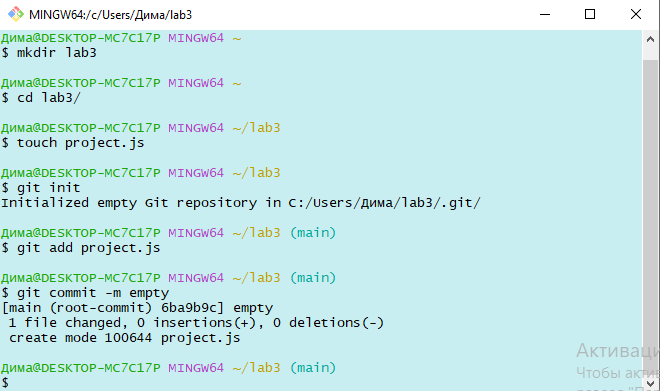 MINGW64:/c/Users/Дима/lab3
Дима@DESKTOP-MC7C17P MINGW64 ~
$ mkdir lab3
Дима@DESKTOP-MC7C17P MINGW64 ~
$ cd lab3/
Дима@DESKTOP-MC7C17P MINGW64 ~/lab3
$ touch project.js
Дима@DESKTOP-MC7C17P MINGW64 ~/lab3
$ git init
Initialized empty Git repository in C:/Users/Дима/lab3/.git/
Дима@DESKTOP-MC7C17P MINGW64 ~/lab3 (main)
$ git add project.js
Дима@DESKTOP-MC7C17P MINGW64 ~/lab3 (main)
$ git commit -m empty
[main (root-commit) 6ba9b9c] empty
 1 file changed, 0 insertions(+), 0 deletions(-)
 create mode 100644 project.js
Дима@DESKTOP-MC7C17P MINGW64 ~/lab3 (main)
$
Активаци
Чтобы акти